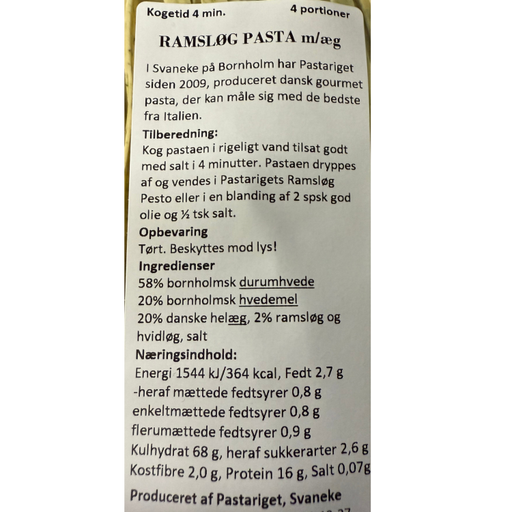 Kogetid 4 min. 4 portioner
RAMSLØG PASTA m/æg
I Svaneke på Bornholm har Pastariget
siden 2009, produceret dansk gourmet
pasta, der kan måle sig med de bedste
fra Italien.
Tilberedning:
Kog pastaen i rigeligt vand tilsat godt
med salt i 4 minutter. Pastaen dryppes
af og vendes i Pastarigets Ramsløg
Pesto eller i en blanding af 2 spsk god
olie og ½ tsk salt.
Opbevaring
Tørt. Beskyttes mod lys!
Ingredienser
58% bornholmsk durumhvede
20% bornholmsk hvedemel
20% danske helæg, 2% ramsløg og
hvidløg, salt
Næringsindhold:
Energi 1544 kJ/364 kcal, Fedt 2,7 g
-heraf mættede fedtsyrer 0,8 g
enkeltmættede fedtsyrer 0,8 g
flerumættede fedtsyrer 0,9 g
Kulhydrat 68 g, heraf sukkerarter 2,6 g
Kostfibre 2,0 g, Protein 16 g, Salt 0,07g
Produceret af Pastariget, Svaneke